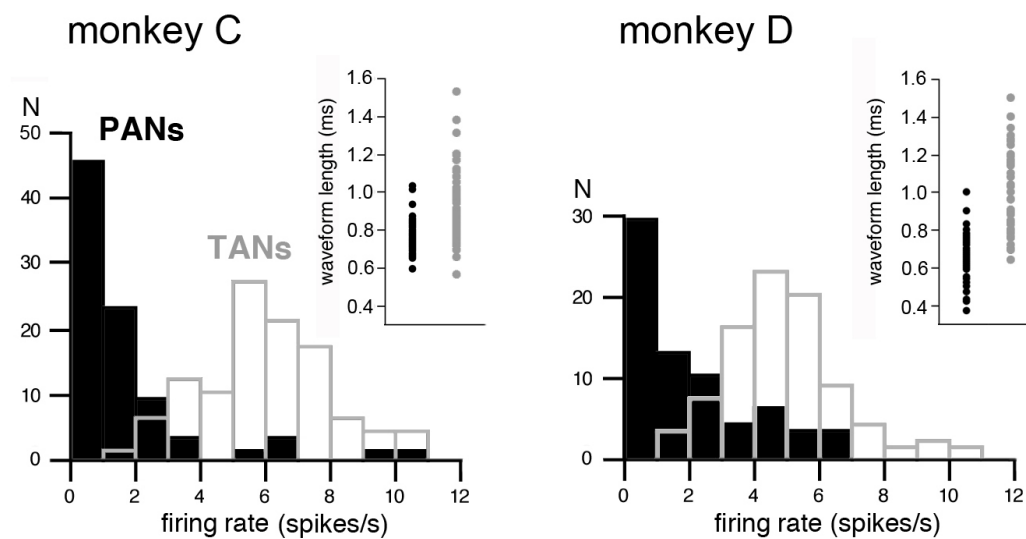 monkey C
N
PANs
TANs
50
40
30
20
10
0
0 2 4 6 8 10 12
firing rate (spikes/s)
waveform length (ms)
1.6
1.4
1.2
1.0
0.8
0.6
0.4
monkey D
N
30
20
10
0
0 2 4 6 8 10 12
firing rate (spikes/s)
waveform length (ms)
1.6
1.4
1.2
1.0
0.8
0.6
0.4